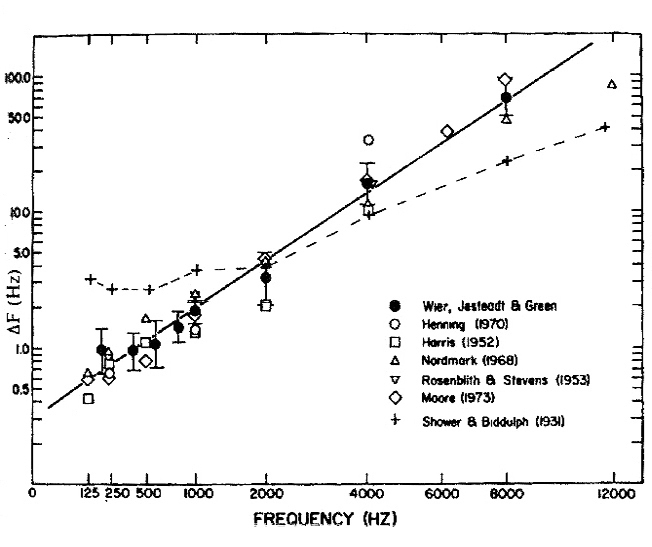 100.0
50.0
10.0
5.0
1.0
0.5
ΔF (Hz)
Wier, Jesteadt & Green
Henning (1970)
Harris (1952)
Nordmark (1968)
Rosenblith & Stevens (1953)
Moore (1973)
Shower & Biddulph (1931)
0 125 250 500 1000 2000 4000 6000 8000 12000
FREQUENCY (HZ)